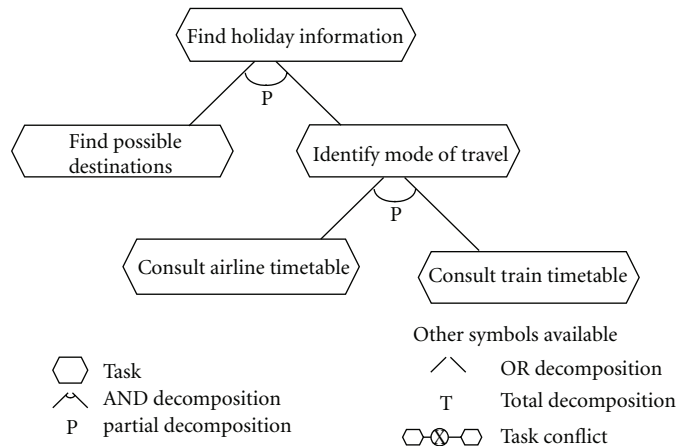 Find holiday information
P
Find possible
destinations
Identify mode of travel
P
Consult airline timetable
Consult train timetable
Other symbols available
Task
OR decomposition
AND decomposition
T Total decomposition
P partial decomposition
X Task conflict